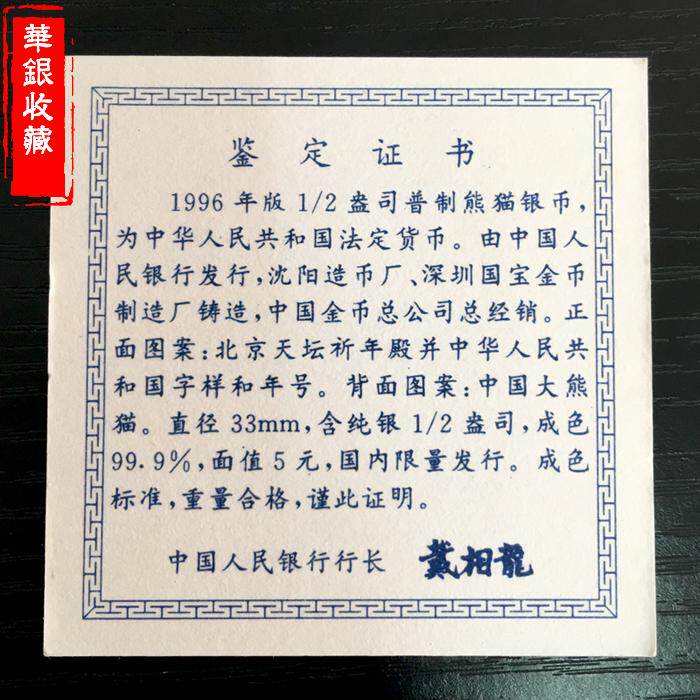 華銀收藏
鉴定证书
1996年版1/2盎司普制熊猫银币,
为中华人民共和国法定货币。由中国人
民银行发行,沈阳造币厂、深圳国宝金币
制造厂铸造,中国金币总公司总经销。正
面图案:北京天坛祈年殿并中华人民共
和国字样和年号。背面图案:中国大熊
猫。直径33mm,含纯银1/2盎司,成色
99.9%,面值5元,国内限量发行。成色
标准,重量合格,谨此证明。
中国人民银行行长 戴相龍